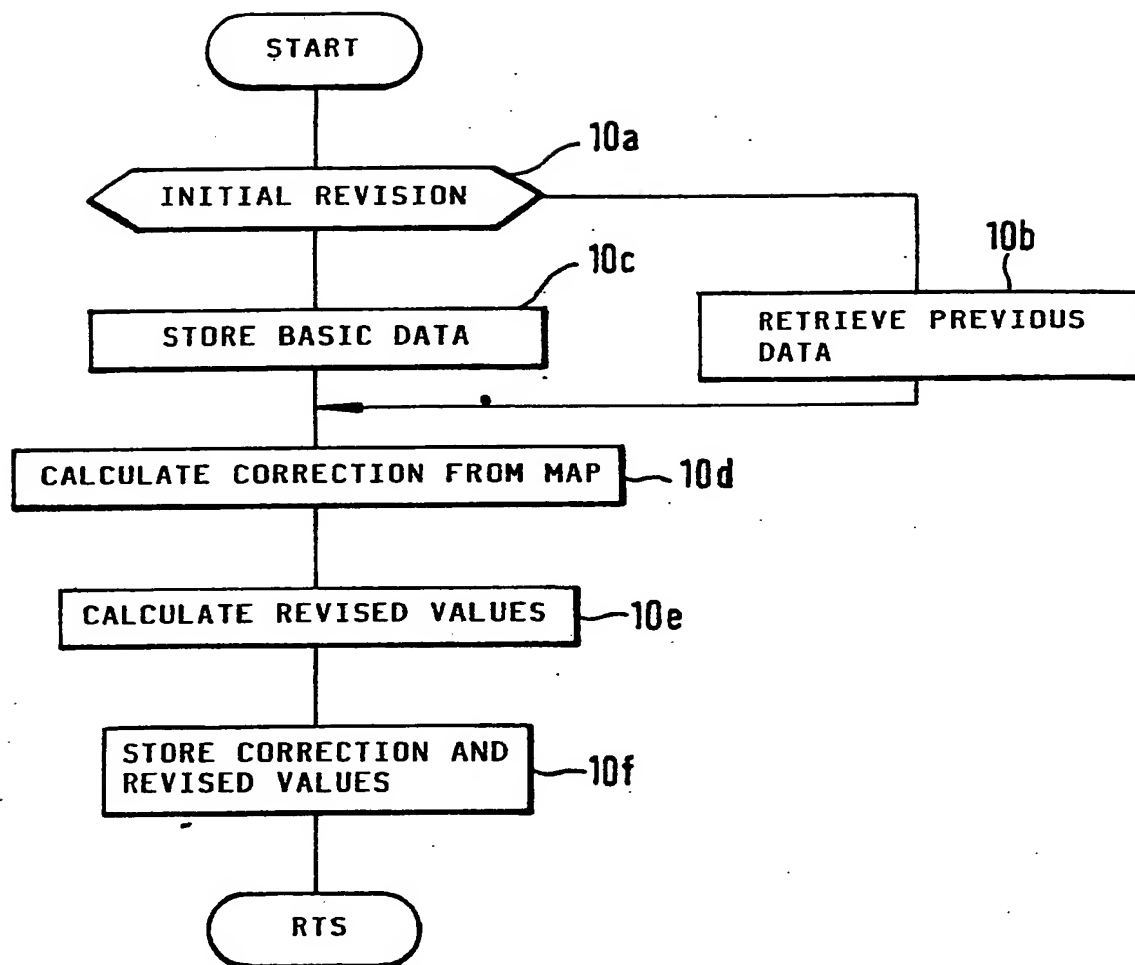 START
10a
INITIAL REVISION
10b
10c
STORE BASIC DATA
RETRIEVE PREVIOUS
DATA
CALCULATE CORRECTION FROM MAP
10d
CALCULATE REVISED VALUES
10e
STORE CORRECTION AND
REVISED VALUES
10f
RTS